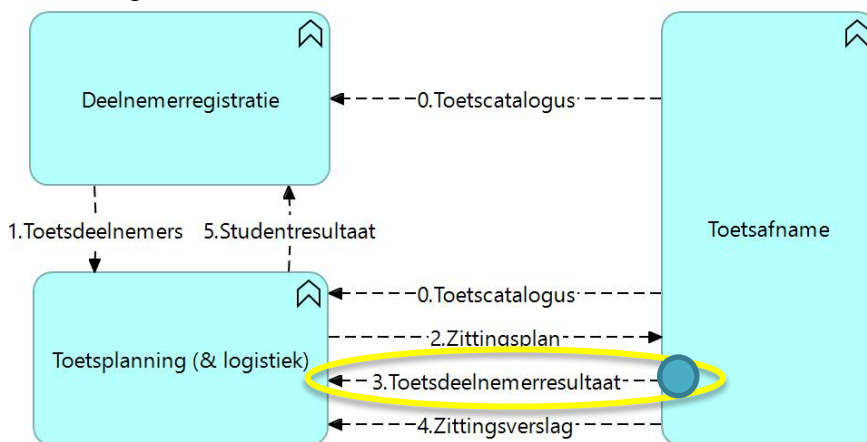 Deelnemerregistratie
0.Toetscatalogus
1.Toetsdeelnemers
5.Studentresultaat
Toetsafname
0.Toetscatalogus
2.Zittingsplan
Toetsplanning (& logistiek)
3.Toetsdeelnemerresultaat
4.Zittingsverslag